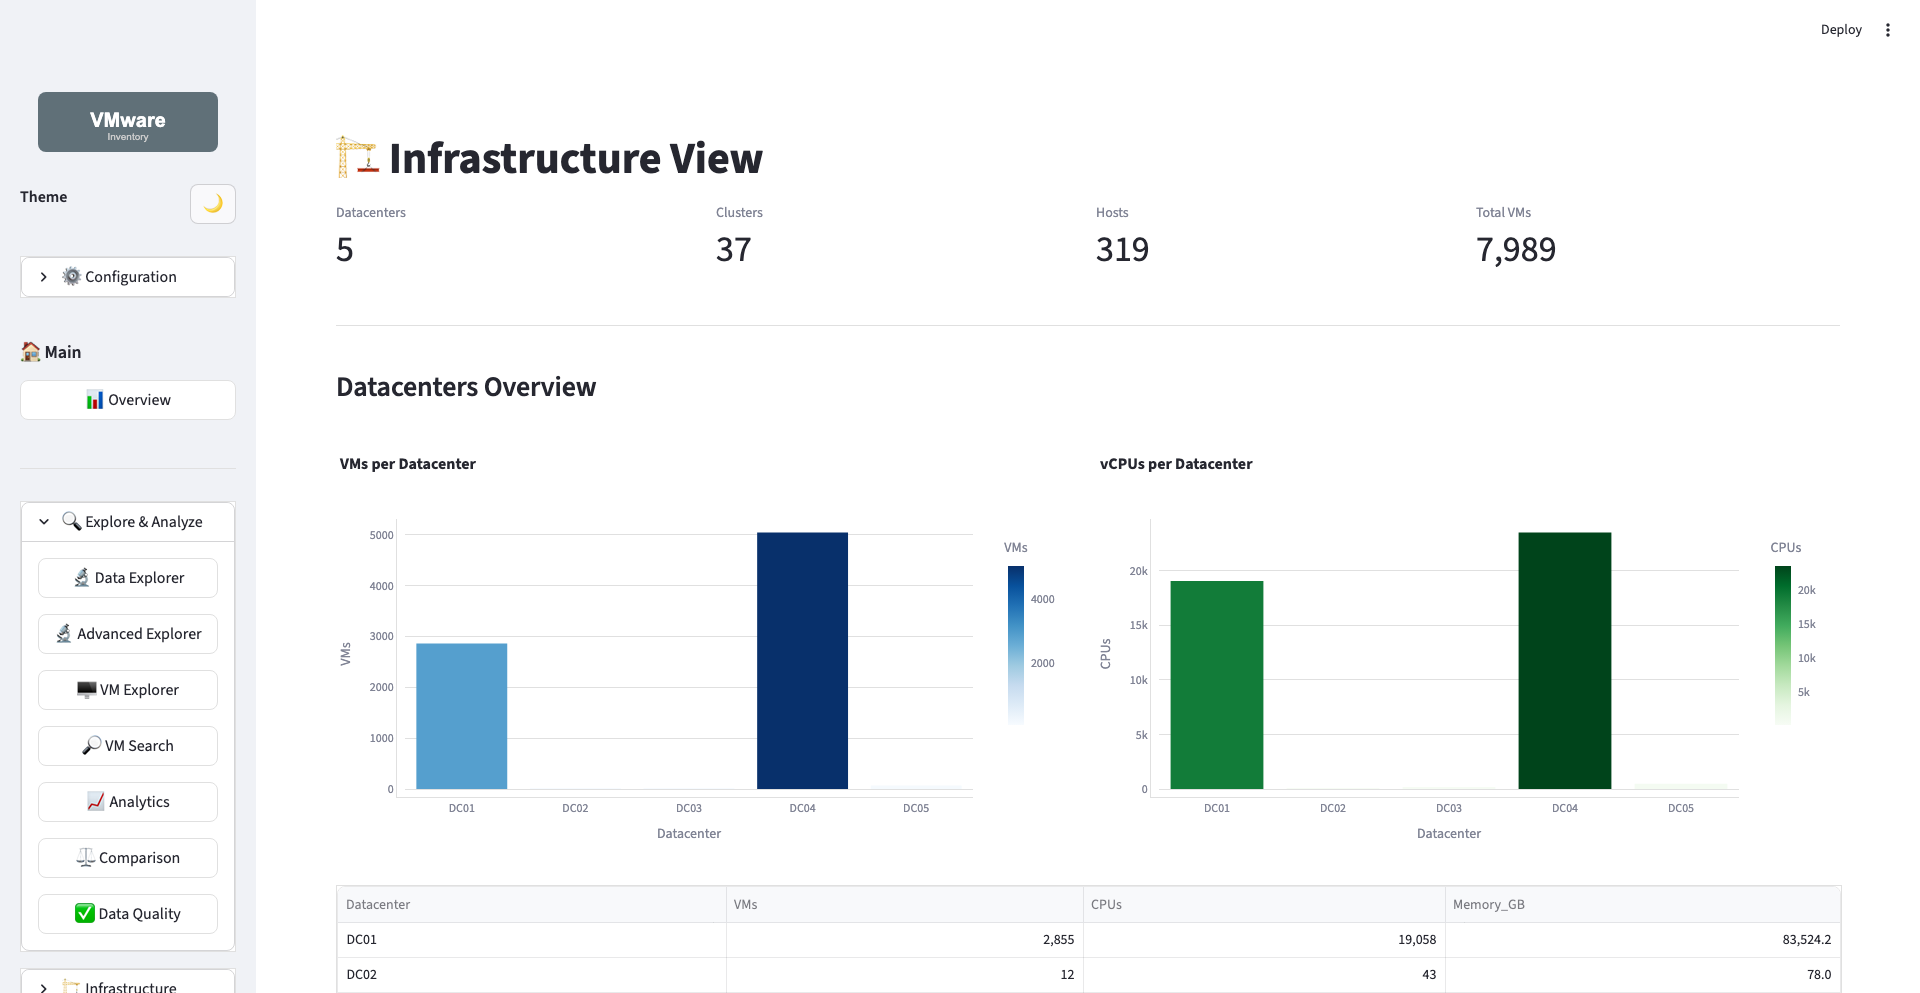 Deploy
VMware
Inventory
Theme
Configuration
Main
Overview
Explore & Analyze
Data Explorer
Advanced Explorer
VM Explorer
VM Search
Analytics
Comparison
Data Quality
Infrastructure
Infrastructure View
Datacenters Clusters Hosts Total VMs
5 37 319 7,989
Datacenters Overview
VMs per Datacenter
5000
4000
3000
2000
1000
0
VMs
DC01 DC02 DC03 DC04 DC05
Datacenter
VMs
4000
2000
vCPUs per Datacenter
20k
15k
10k
5k
0
CPUs
DC01 DC02 DC03 DC04 DC05
Datacenter
CPUs
20k
15k
10k
5k
Datacenter VMs CPUs Memory_GB
DC01 2,855 19,058 83,524.2
DC02 12 43 78.0